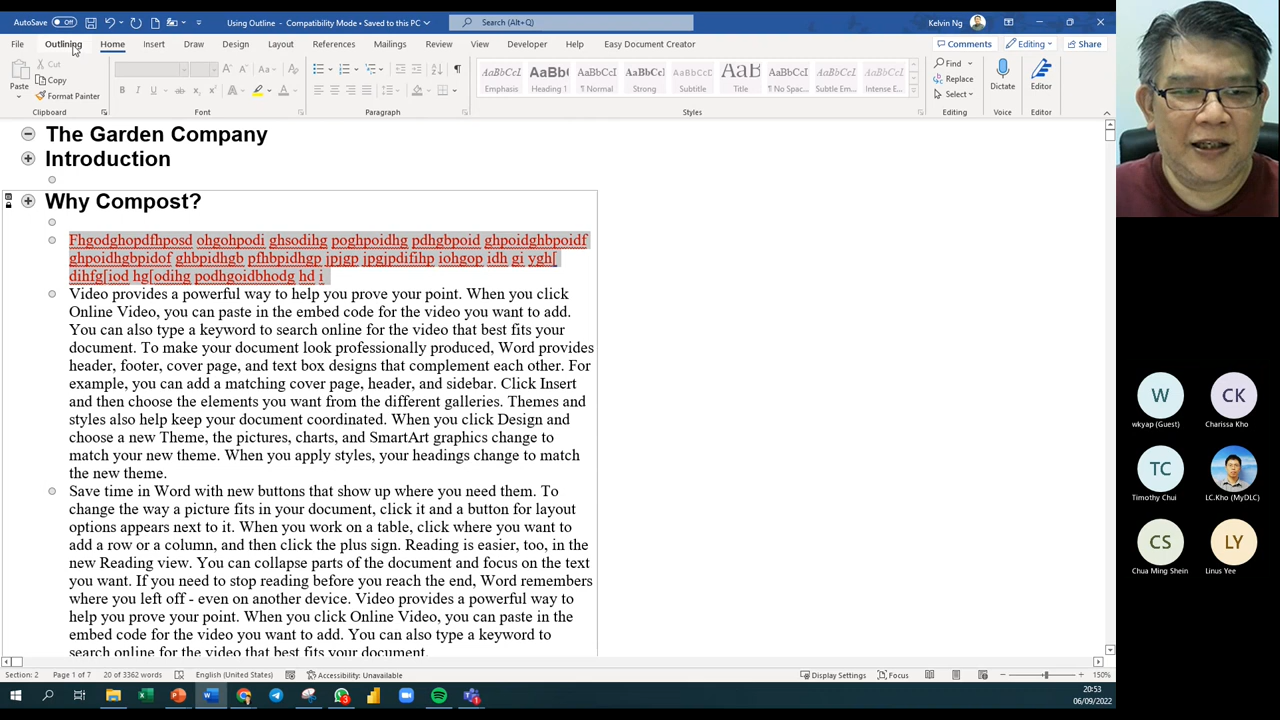 AutoSave Off
Using Outline - Compatibility Mode • Saved to this PC
Search (Alt+Q)
Kelvin Ng
File Outlining Home Insert Draw Design Layout References Mailings Review View Developer Help Easy Document Creator
Comments Editing Share
Paste
Cut
Copy
Format Painter
AaBbCcI AaBbC AaBbCcI AaBbCcI AaBbCcI AaB AaBbCcI AaBbCcI AaBbCcI
Emphasis Heading 1 ¶ Normal Strong Subtitle Title ¶ No Spac... Subtle Em... Intense E...
Find
Replace
Select
Dictate
Editor
Clipboard Font Paragraph Styles Editing Voice Editor
The Garden Company
Introduction
Why Compost?
Fhgodghopdfhposd ohgohpodi ghsodihg poghpoidhg pdhgbpoid ghpoidghbpoidf
ghpoidhgbpidof ghbpidhgb pfhbpidhgp jpjgp jpgjpdifihp iohgop idh gi ygh[
dihfg[iod hg[odihg podhgoidbhodg hd i
Video provides a powerful way to help you prove your point. When you click
Online Video, you can paste in the embed code for the video you want to add.
You can also type a keyword to search online for the video that best fits your
document. To make your document look professionally produced, Word provides
header, footer, cover page, and text box designs that complement each other. For
example, you can add a matching cover page, header, and sidebar. Click Insert
and then choose the elements you want from the different galleries. Themes and
styles also help keep your document coordinated. When you click Design and
choose a new Theme, the pictures, charts, and SmartArt graphics change to
match your new theme. When you apply styles, your headings change to match
the new theme.
Save time in Word with new buttons that show up where you need them. To
change the way a picture fits in your document, click it and a button for layout
options appears next to it. When you work on a table, click where you want to
add a row or a column, and then click the plus sign. Reading is easier, too, in the
new Reading view. You can collapse parts of the document and focus on the text
you want. If you need to stop reading before you reach the end, Word remembers
where you left off - even on another device. Video provides a powerful way to
help you prove your point. When you click Online Video, you can paste in the
embed code for the video you want to add. You can also type a keyword to
search online for the video that best fits your document.
W CK
wkyap (Guest) Charissa Kho
TC
Timothy Chui LC.Kho (MyDLC)
CS LY
Chua Ming Shein Linus Yee
Section: 2 Page 1 of 7 20 of 3362 words English (United States) Accessibility: Unavailable Display Settings Focus 150%
20:53
06/09/2022